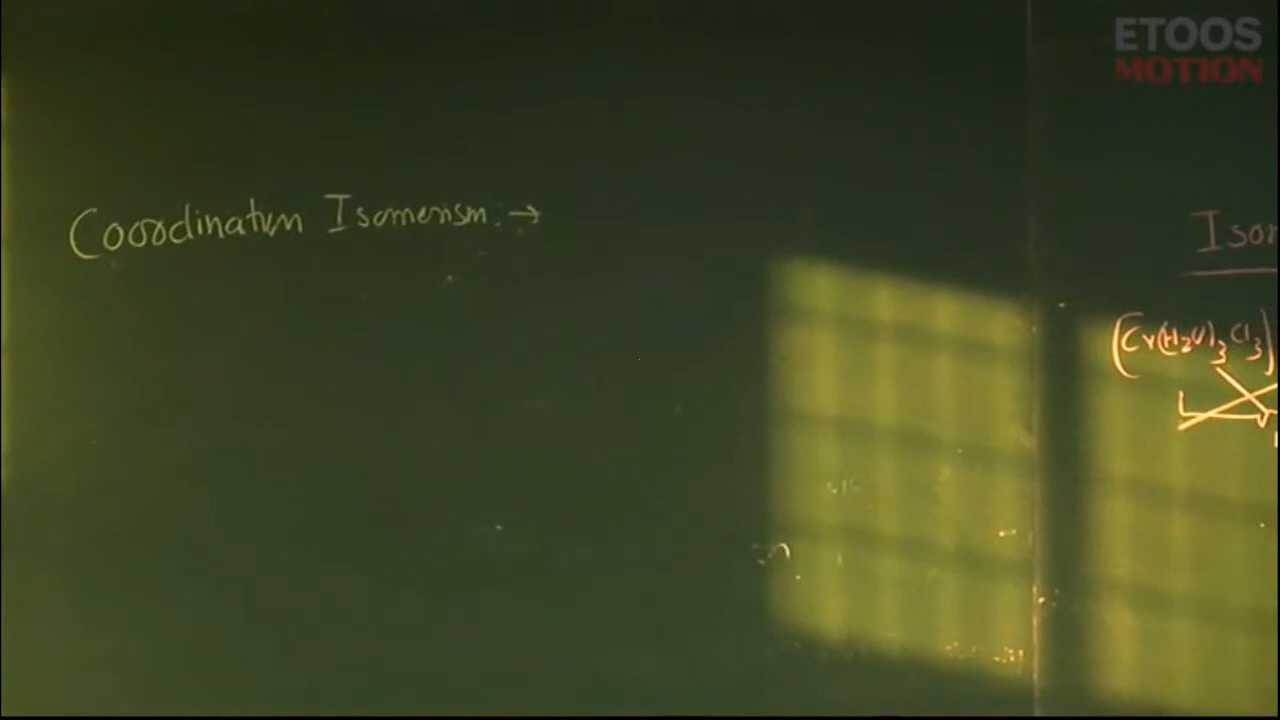 ETOOS
MOTION
Coordination Isomerism →
Isom
[Cr(H2O)3Cl3]